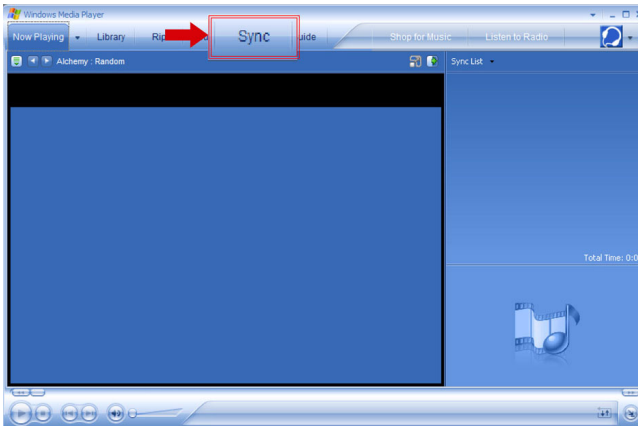 Windows Media Player
Now Playing Library Rip Sync uide Shop for Music Listen to Radio
Alchemy : Random
Sync List
Total Time: 0:0